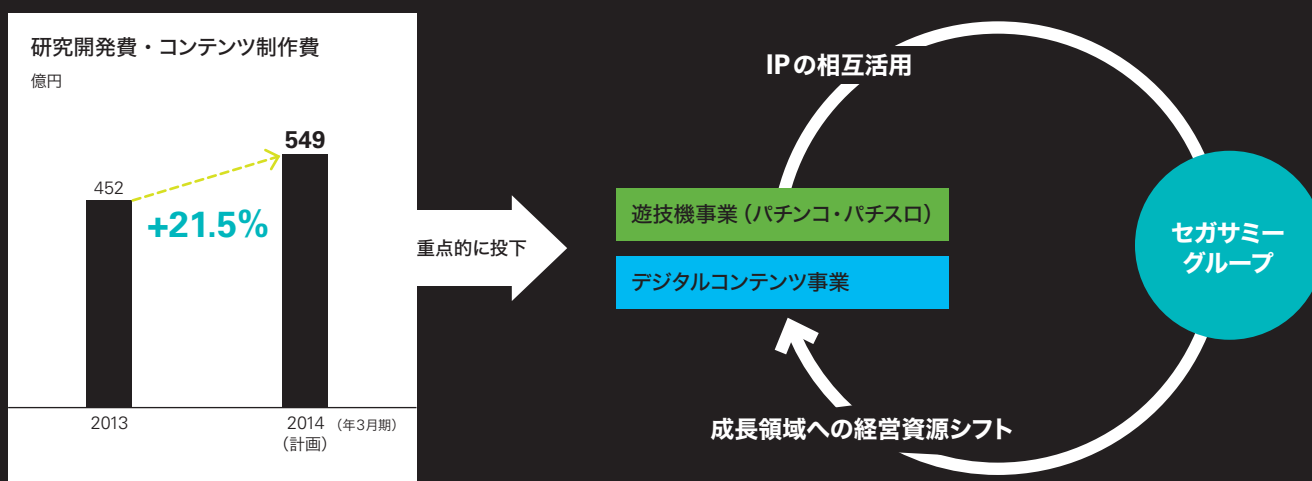 研究開発費・コンテンツ制作費
億円
452
549
+21.5%
2013
2014 (年3月期)
(計画)
重点的に投下
IPの相互活用
遊技機事業(パチンコ・パチスロ)
デジタルコンテンツ事業
セガサミー
グループ
成長領域への経営資源シフト